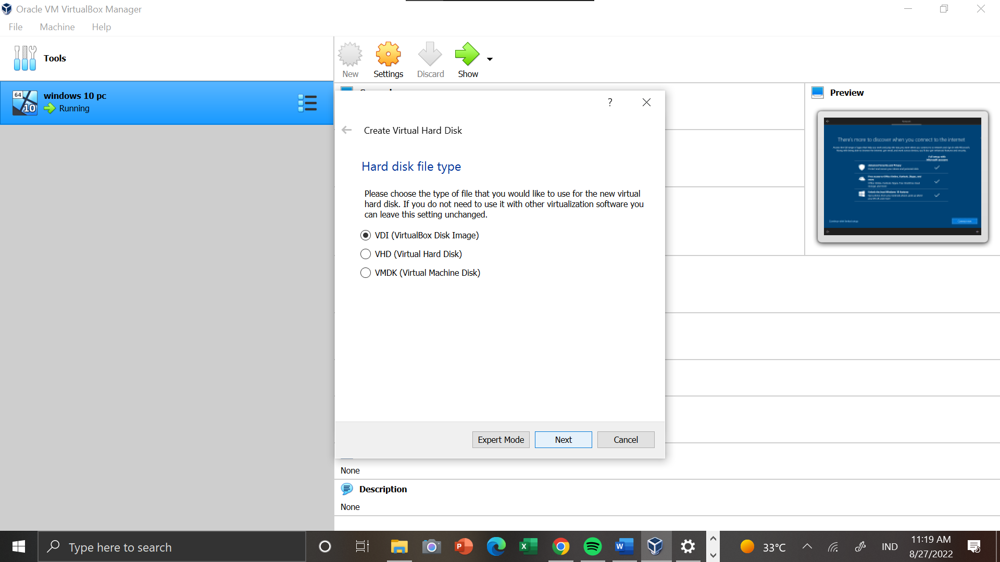 Oracle VM VirtualBox Manager
File Machine Help
Tools
New
Settings
Discard
Show
64
10
windows 10 pc
Running
Preview
There's more to discover when you connect to the internet
?
Create Virtual Hard Disk
Hard disk file type
Please choose the type of file that you would like to use for the new virtual
hard disk. If you do not need to use it with other virtualization software you
can leave this setting unchanged.
VDI (VirtualBox Disk Image)
VHD (Virtual Hard Disk)
VMDK (Virtual Machine Disk)
Expert Mode
Next
Cancel
None
Description
None
Type here to search
33°C
IND
11:19 AM
8/27/2022